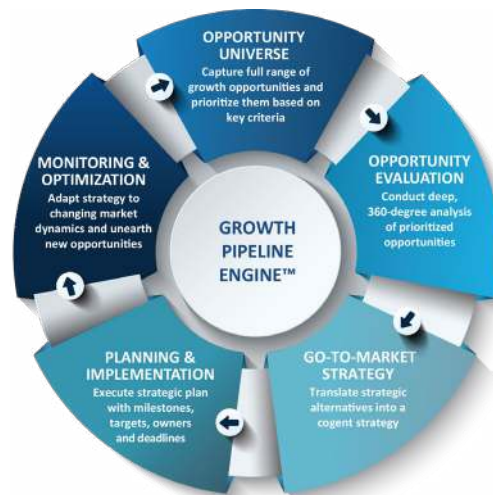 OPPORTUNITY
UNIVERSE
Capture full range of
growth opportunities and
prioritize them based on
key criteria
OPPORTUNITY
EVALUATION
Conduct deep,
360-degree analysis
of prioritized
opportunities
GO-TO-MARKET
STRATEGY
Translate strategic
alternatives into a
cogent strategy
PLANNING &
IMPLEMENTATION
Execute strategic plan
with milestones,
targets, owners
and deadlines
MONITORING &
OPTIMIZATION
Adapt strategy to
changing market
dynamics and unearth
new opportunities
GROWTH
PIPELINE
ENGINE™